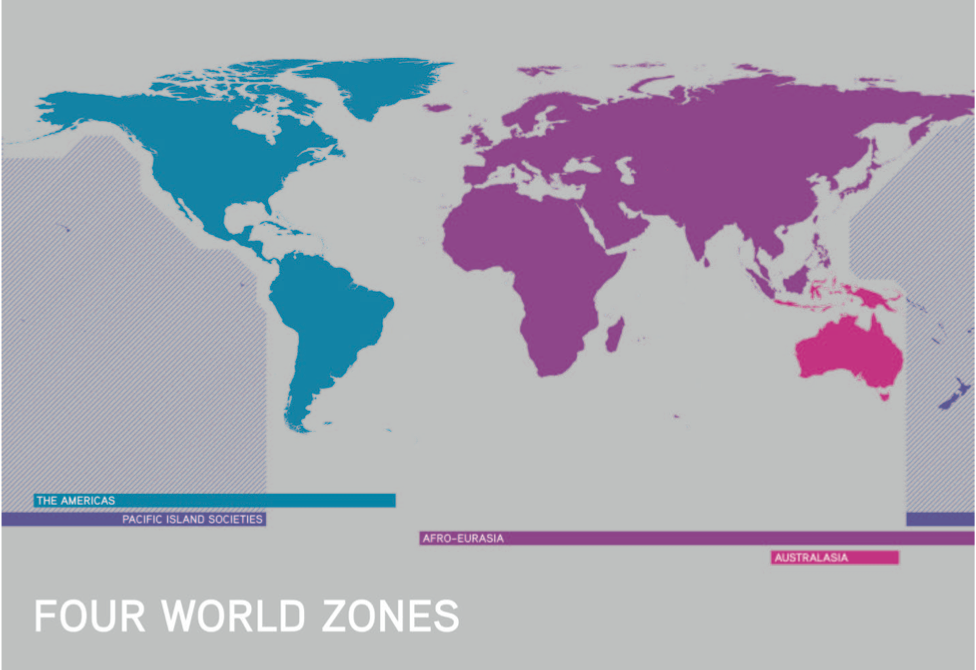 THE AMERICAS
PACIFIC ISLAND SOCIETIES
AFRO-EURASIA
AUSTRALASIA
FOUR WORLD ZONES